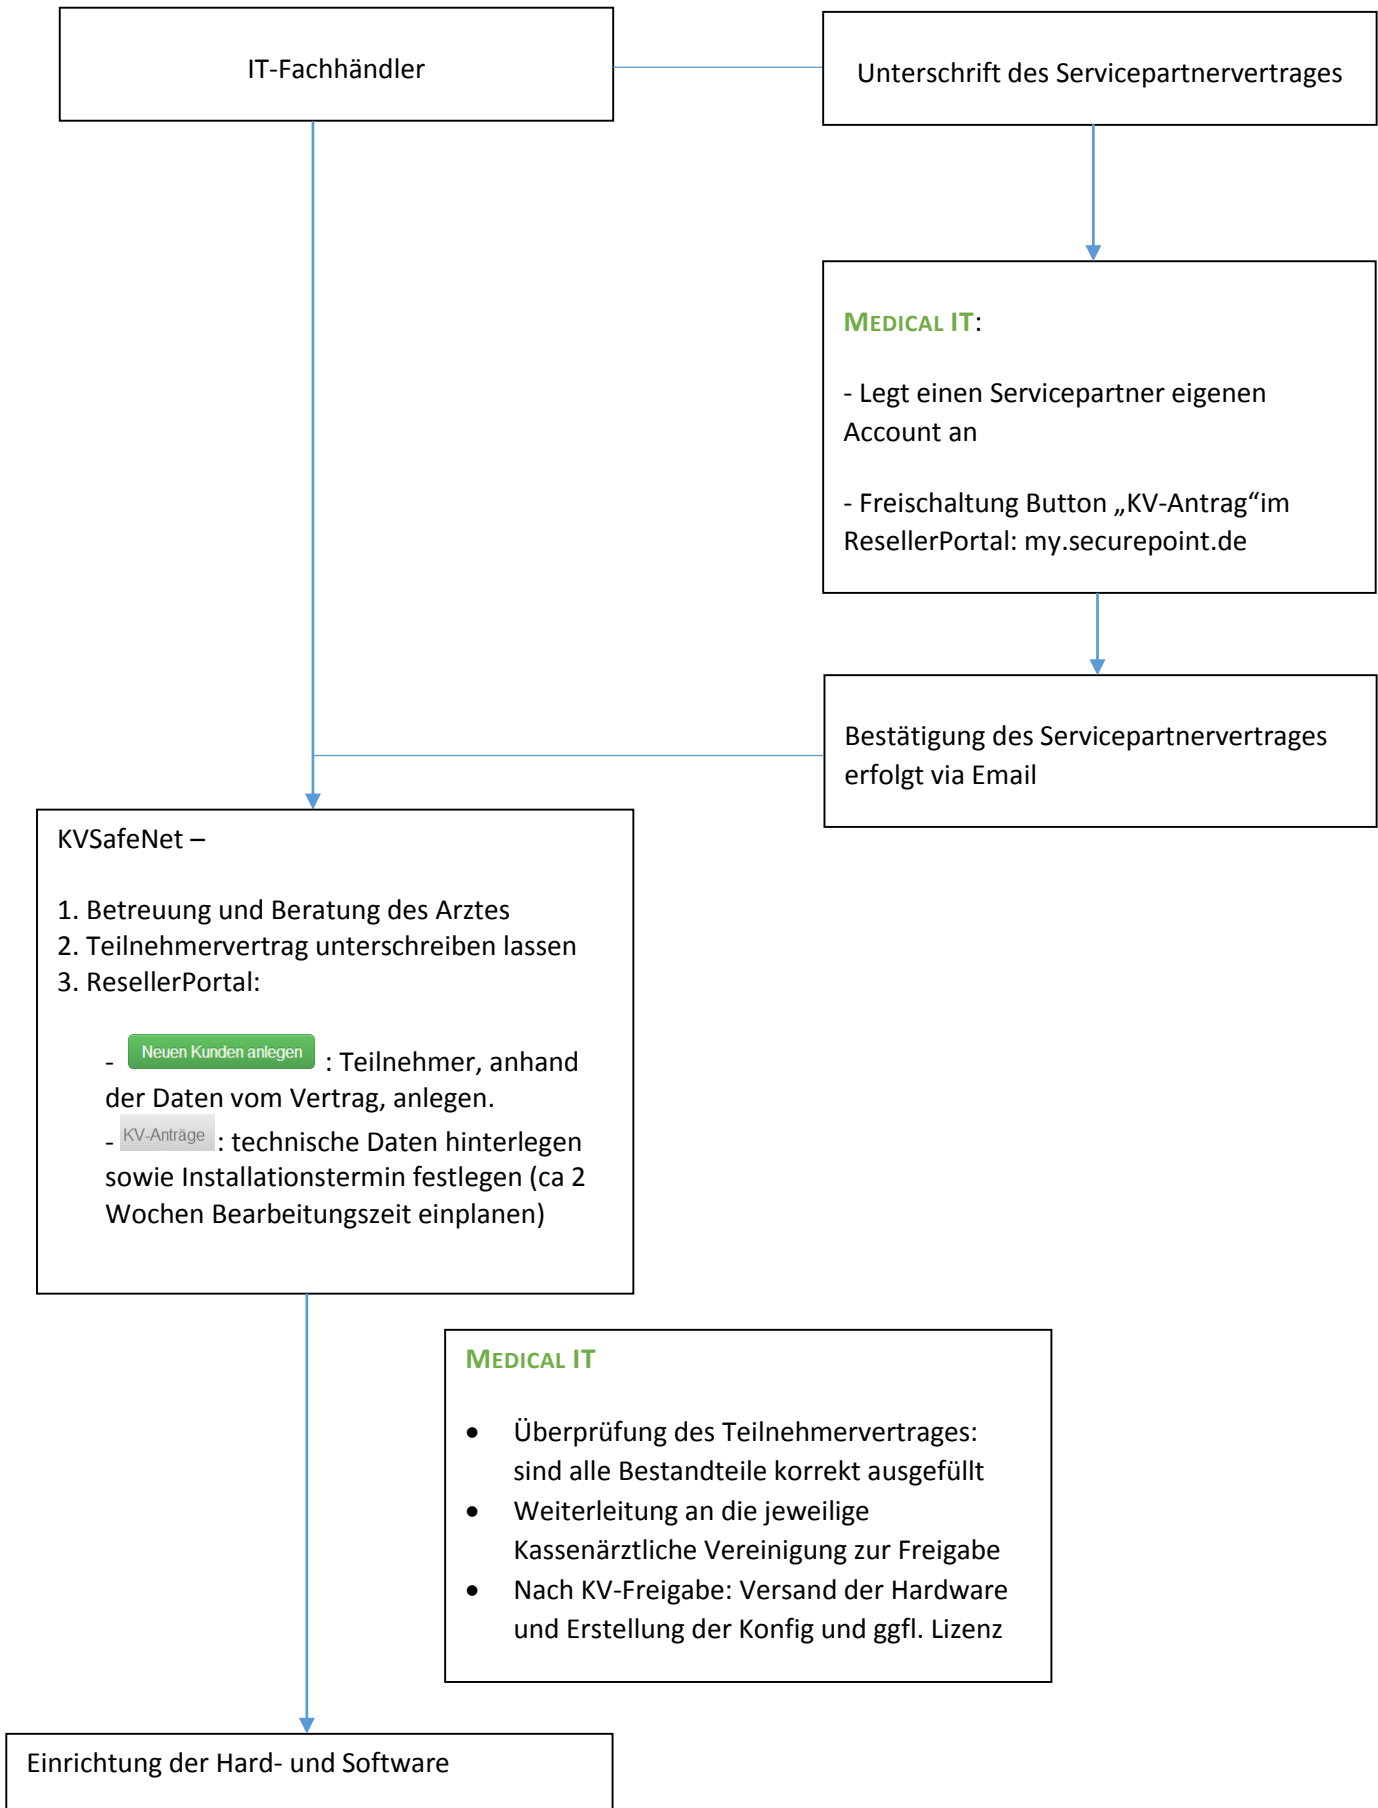 IT-Fachhändler
Unterschrift des Servicepartnervertrages
MEDICAL IT:
- Legt einen Servicepartner eigenen
Account an
- Freischaltung Button „KV-Antrag“im
ResellerPortal: my.securepoint.de
Bestätigung des Servicepartnervertrages
erfolgt via Email
KVSafeNet –
1. Betreuung und Beratung des Arztes
2. Teilnehmervertrag unterschreiben lassen
3. ResellerPortal:
- Neuen Kunden anlegen : Teilnehmer, anhand
der Daten vom Vertrag, anlegen.
- KV-Anträge : technische Daten hinterlegen
sowie Installationstermin festlegen (ca 2
Wochen Bearbeitungszeit einplanen)
MEDICAL IT
• Überprüfung des Teilnehmervertrages:
sind alle Bestandteile korrekt ausgefüllt
• Weiterleitung an die jeweilige
Kassenärztliche Vereinigung zur Freigabe
• Nach KV-Freigabe: Versand der Hardware
und Erstellung der Konfig und ggfl. Lizenz
Einrichtung der Hard- und Software